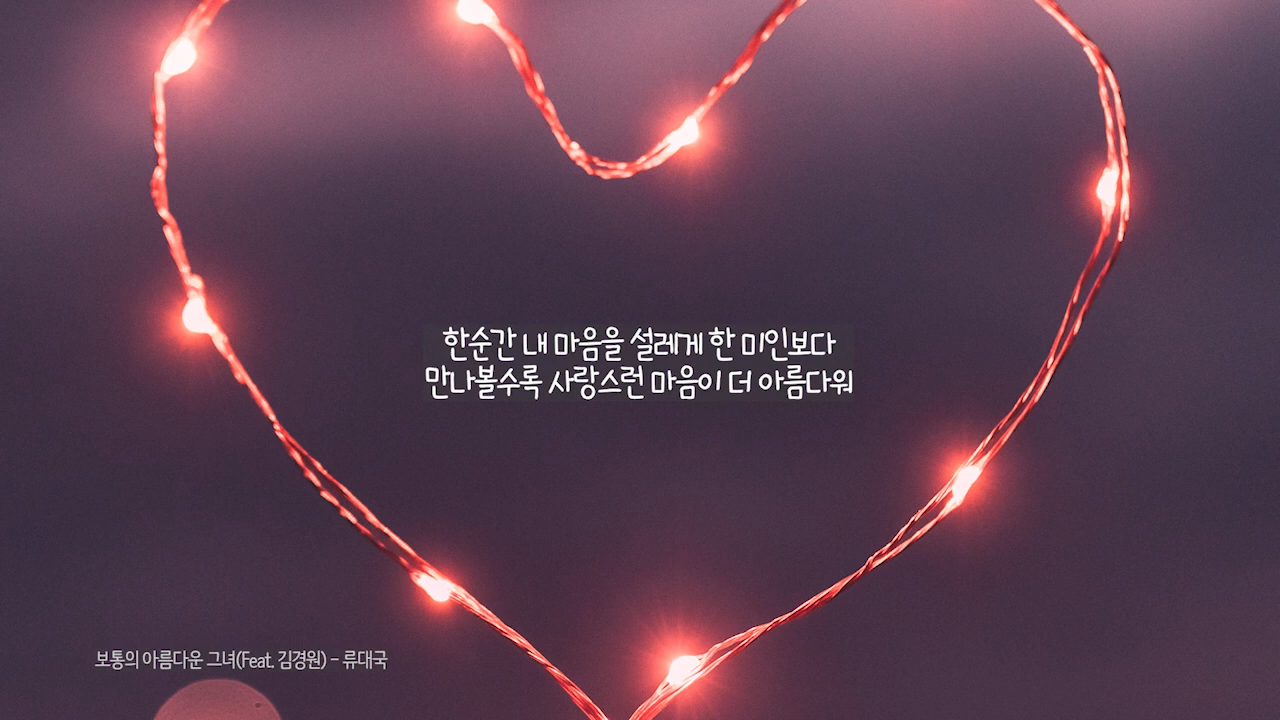 한순간 내 마음을 설레게 한 미인보다
만나볼수록 사랑스런 마음이 더 아름다워
보통의 아름다운 그녀(Feat. 김경원) - 류대국